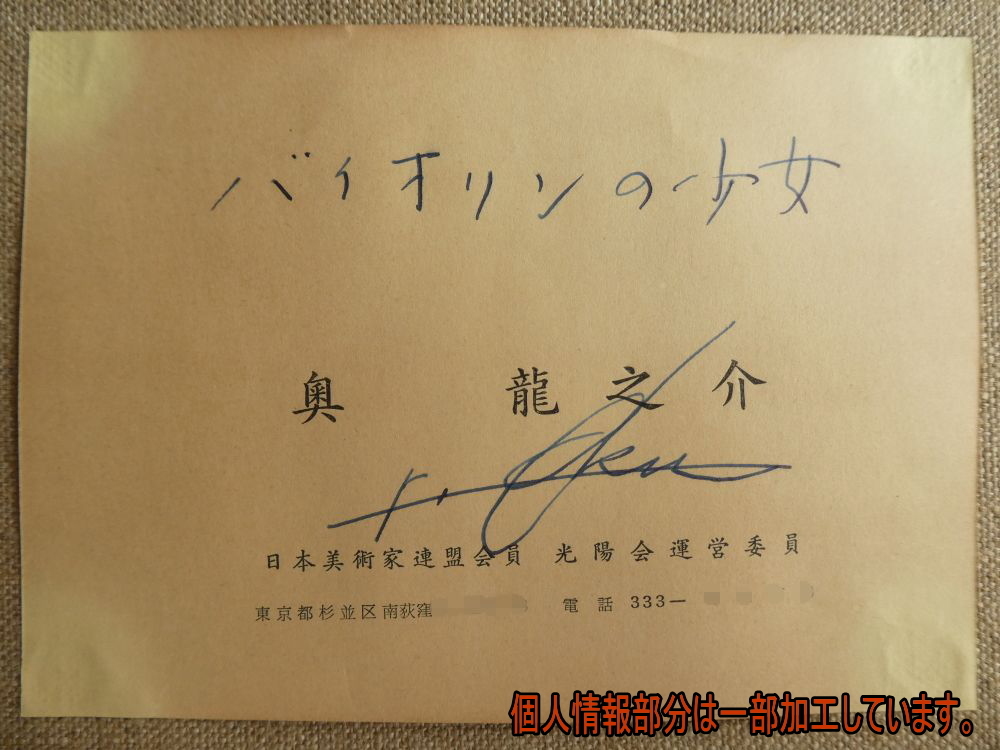 バイオリンの少女
奥 龍之介
r. Oku
日本美術家連盟会員 光陽会運営委員
東京都杉並区南荻窪 電話 333ー
個人情報部分は一部加工しています。